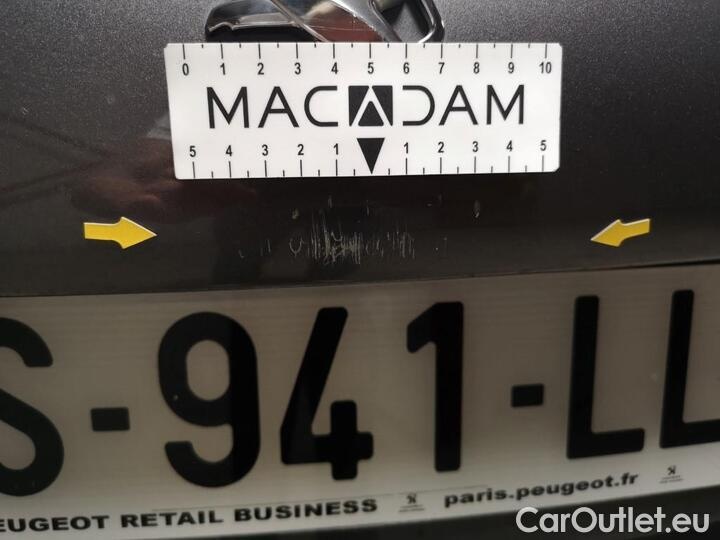 0 1 2 3 4 5 6 7 8 9 10
MACADAM
5 4 3 2 1 1 2 3 4 5
S-941-LL
PEUGEOT RETAIL BUSINESS paris.peugeot.fr
CarOutlet.eu